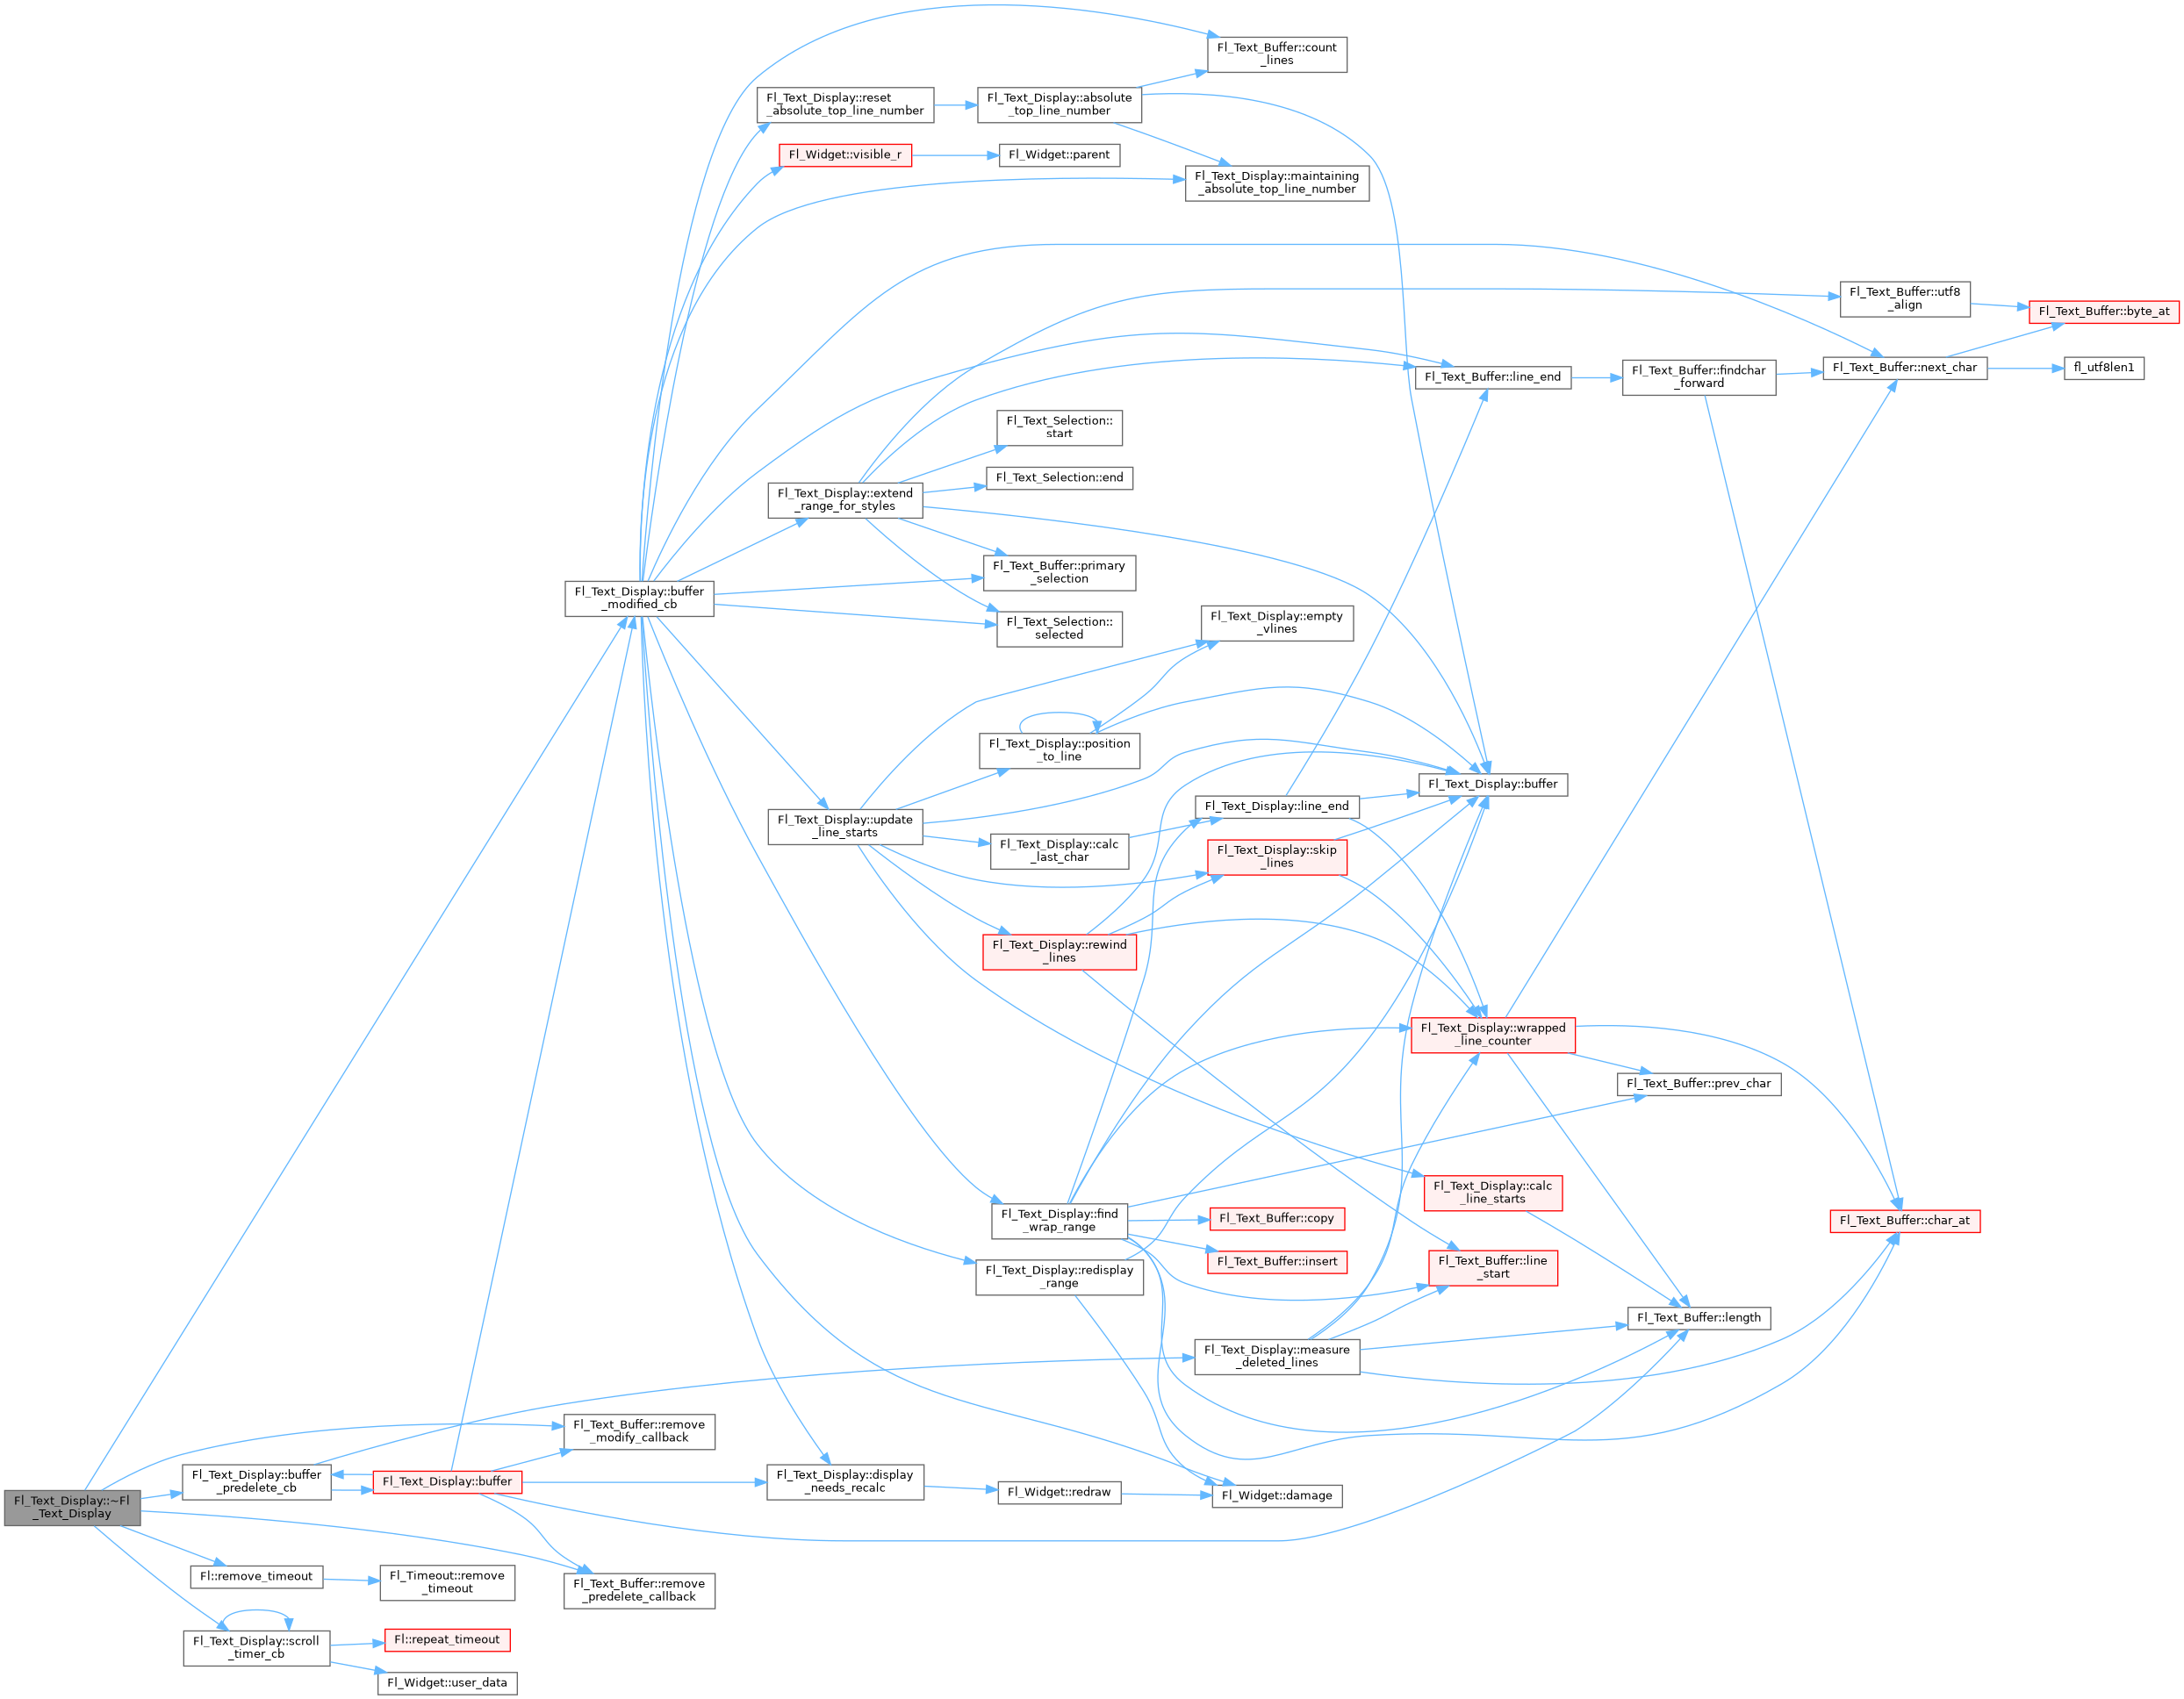 Fl_Text_Buffer::count
_lines
Fl_Text_Display::reset
_absolute_top_line_number
Fl_Text_Display::absolute
_top_line_number
Fl_Widget::visible_r
Fl_Widget::parent
Fl_Text_Display::maintaining
_absolute_top_line_number
Fl_Text_Buffer::utf8
_align
Fl_Text_Buffer::byte_at
Fl_Text_Buffer::line_end
Fl_Text_Buffer::findchar
_forward
Fl_Text_Buffer::next_char
fl_utf8len1
Fl_Text_Selection::
start
Fl_Text_Selection::end
Fl_Text_Display::extend
_range_for_styles
Fl_Text_Buffer::primary
_selection
Fl_Text_Display::buffer
_modified_cb
Fl_Text_Selection::
selected
Fl_Text_Display::empty
_vlines
Fl_Text_Display::position
_to_line
Fl_Text_Display::buffer
Fl_Text_Display::line_end
Fl_Text_Display::update
_line_starts
Fl_Text_Display::calc
_last_char
Fl_Text_Display::skip
_lines
Fl_Text_Display::rewind
_lines
Fl_Text_Display::wrapped
_line_counter
Fl_Text_Buffer::prev_char
Fl_Text_Display::calc
_line_starts
Fl_Text_Display::find
_wrap_range
Fl_Text_Buffer::copy
Fl_Text_Buffer::char_at
Fl_Text_Buffer::insert
Fl_Text_Buffer::line
_start
Fl_Text_Display::redisplay
_range
Fl_Text_Buffer::length
Fl_Text_Display::measure
_deleted_lines
Fl_Text_Buffer::remove
_modify_callback
Fl_Text_Display::buffer
_predelete_cb
Fl_Text_Display::buffer
Fl_Text_Display::display
_needs_recalc
Fl_Widget::redraw
Fl_Widget::damage
Fl_Text_Display::~Fl
_Text_Display
Fl::remove_timeout
Fl_Timeout::remove
_timeout
Fl_Text_Buffer::remove
_predelete_callback
Fl_Text_Display::scroll
_timer_cb
Fl::repeat_timeout
Fl_Widget::user_data